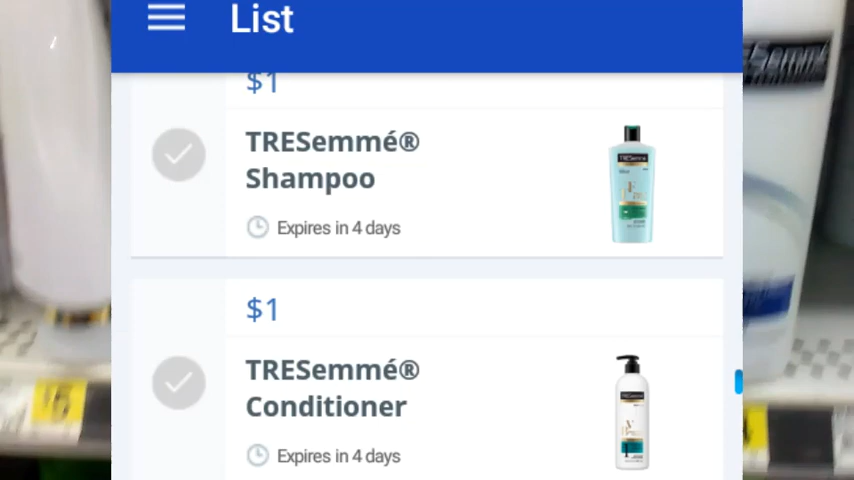 List
$1
TRESemmé®
Shampoo
Expires in 4 days
$1
TRESemmé®
Conditioner
Expires in 4 days